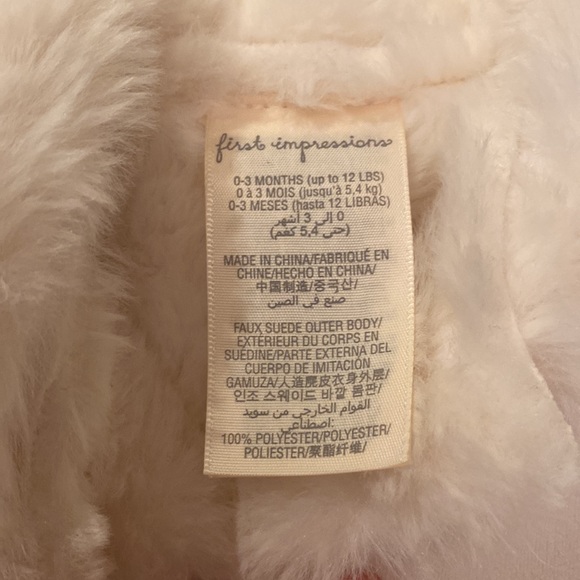 first impressions
0-3 MONTHS (up to 12 LBS)
0 à 3 MOIS (jusqu'à 5,4 kg)
0-3 MESES (hasta 12 LIBRAS)
0 إلى 3 أشهر
(حتى 5,4 كغم)
MADE IN CHINA/FABRIQUÉ EN
CHINE/HECHO EN CHINA/
中国制造/중국산/
صنع في الصين
FAUX SUEDE OUTER BODY/
EXTÉRIEUR DU CORPS EN
SUÉDINE/PARTE EXTERNA DEL
CUERPO DE IMITACIÓN
GAMUZA/人造麂皮衣身外层/
인조 스웨이드 바깥 몸판/
القوام الخارجي من سويد
اصطناعي:
100% POLYESTER/POLYESTER/
POLIESTER/聚酯纤维/